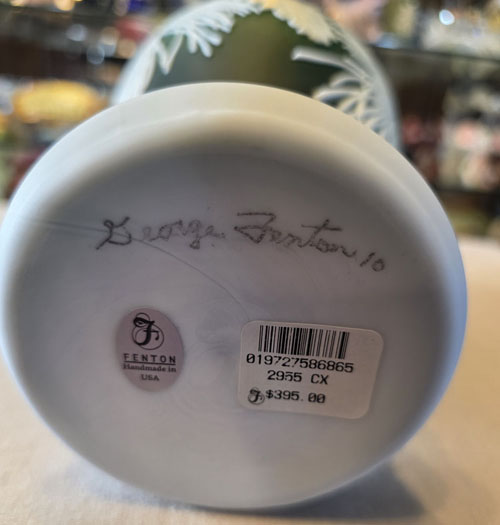 George Fenton 10
F
FENTON
Handmade in
USA
019727586865
2955 CX
F $395.00